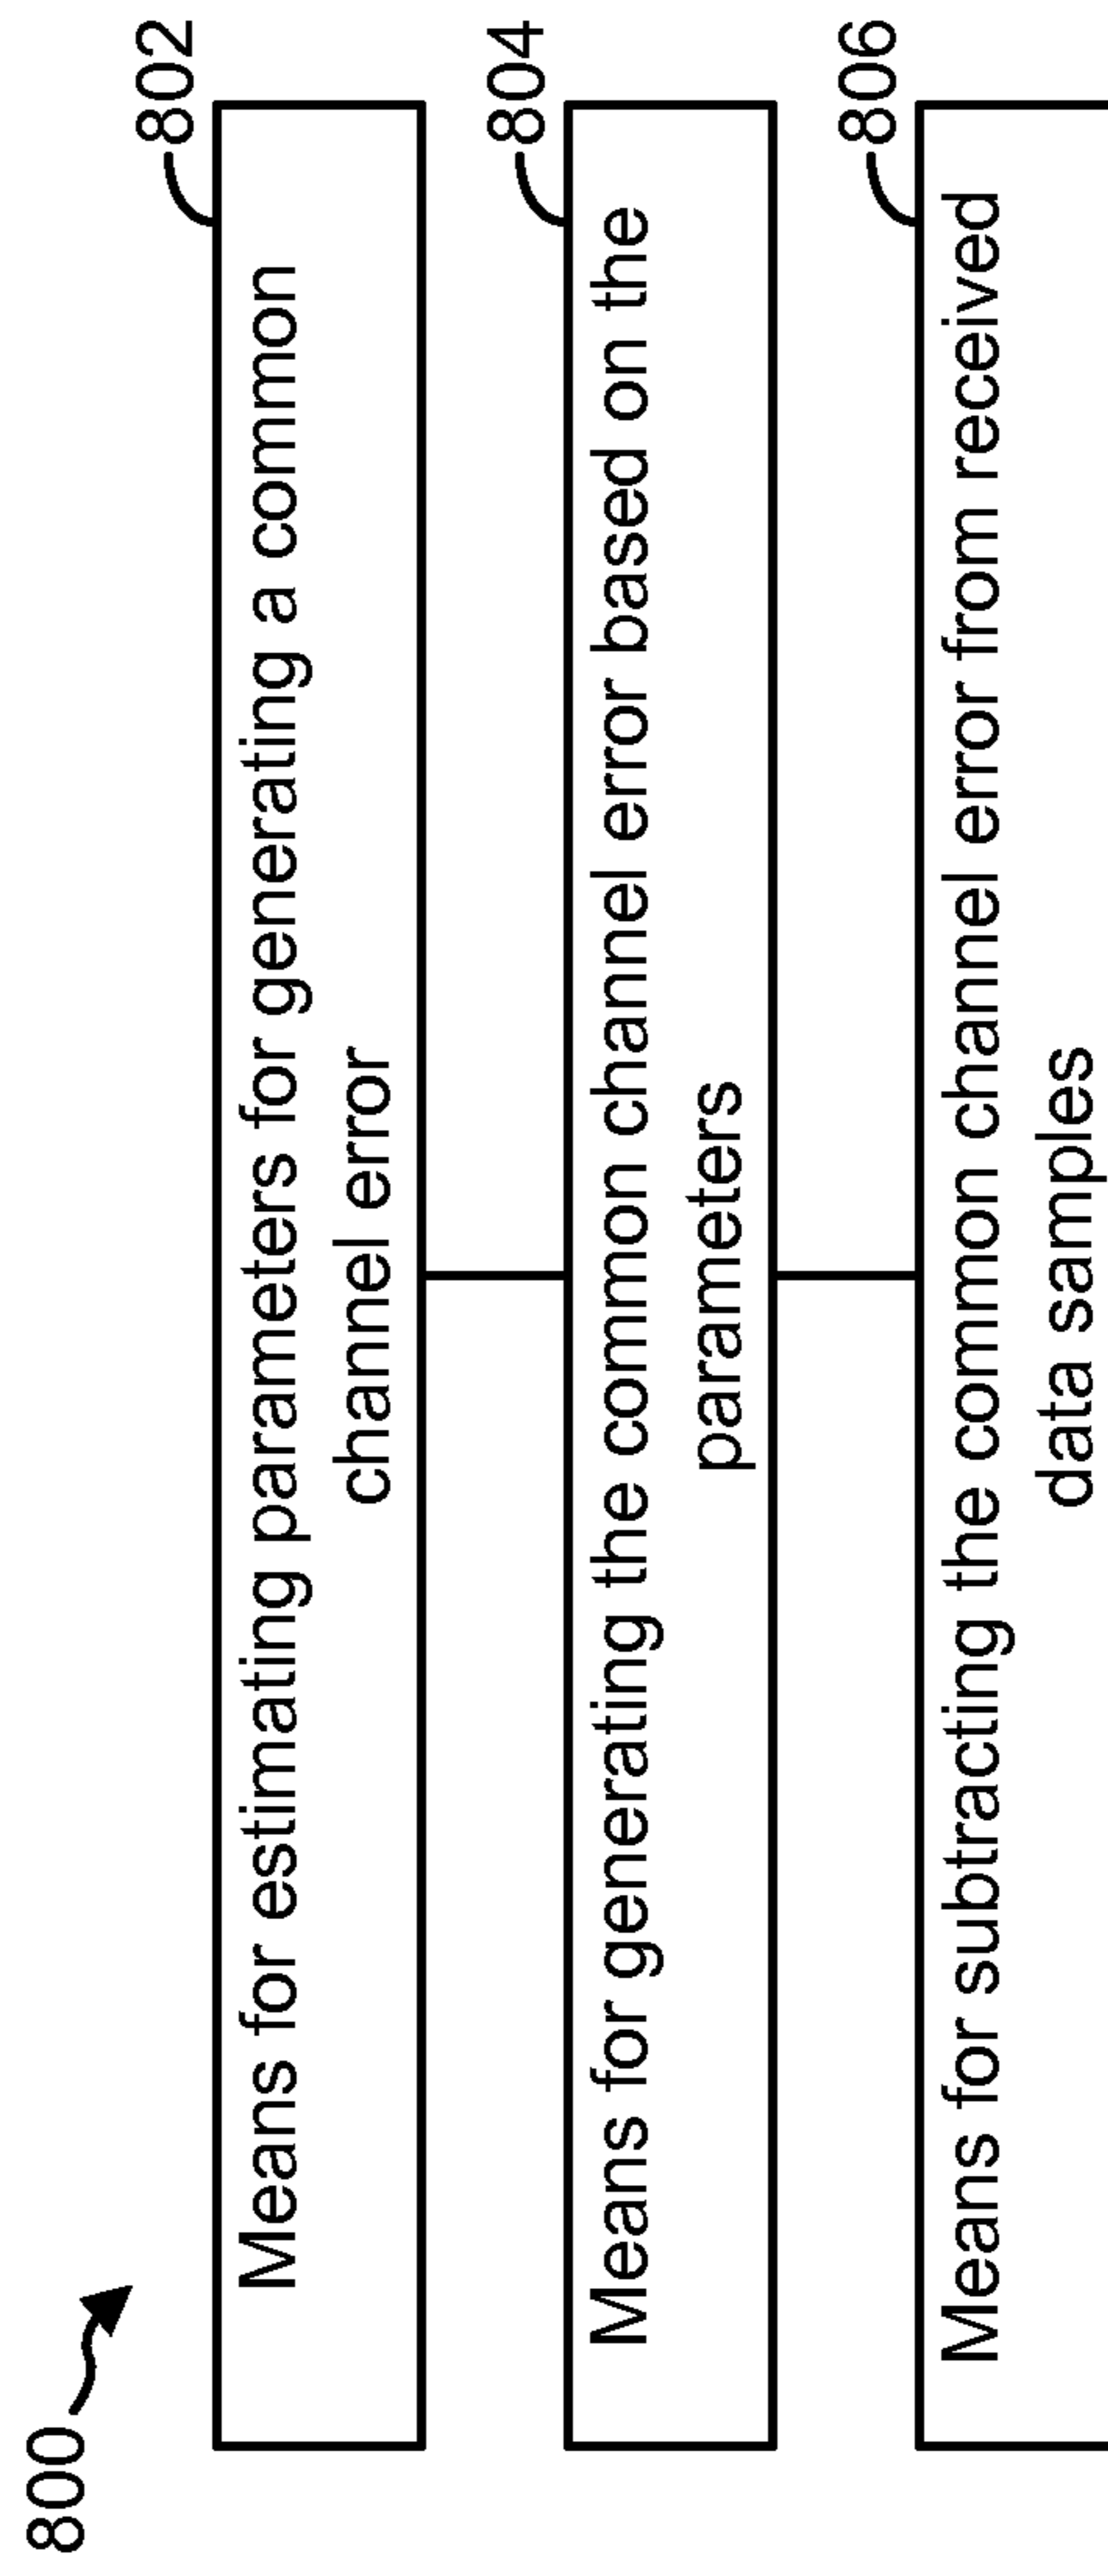 800
802
Means for estimating parameters for generating a common
channel error
804
Means for generating the common channel error based on the
parameters
806
Means for subtracting the common channel error from received
data samples